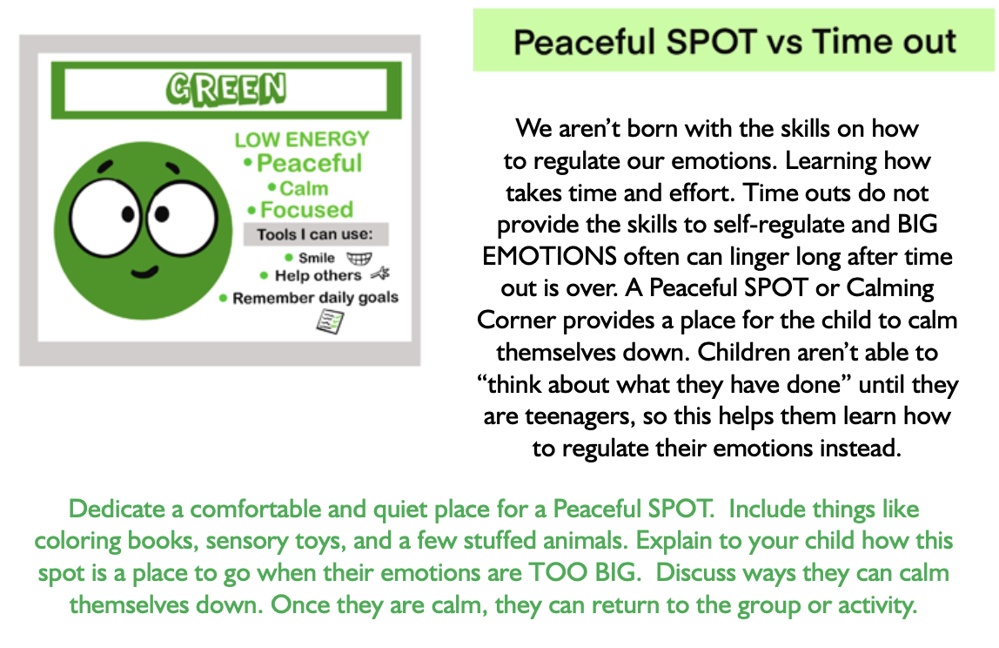 GREEN
LOW ENERGY
• Peaceful
• Calm
• Focused
Tools I can use:
• Smile
• Help others
• Remember daily goals
Peaceful SPOT vs Time out
We aren’t born with the skills on how
to regulate our emotions. Learning how
takes time and effort. Time outs do not
provide the skills to self-regulate and BIG
EMOTIONS often can linger long after time
out is over. A Peaceful SPOT or Calming
Corner provides a place for the child to calm
themselves down. Children aren’t able to
“think about what they have done” until they
are teenagers, so this helps them learn how
to regulate their emotions instead.
Dedicate a comfortable and quiet place for a Peaceful SPOT.  Include things like
coloring books, sensory toys, and a few stuffed animals. Explain to your child how this
spot is a place to go when their emotions are TOO BIG.  Discuss ways they can calm
themselves down. Once they are calm, they can return to the group or activity.